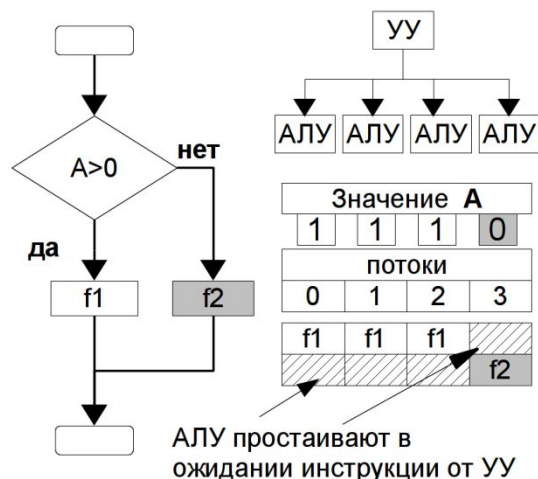 A>0
нет
да
f1
f2
УУ
АЛУ АЛУ АЛУ АЛУ
Значение А
1 1 1 0
потоки
0 1 2 3
f1 f1 f1
f2
АЛУ простаивают в
ожидании инструкции от УУ